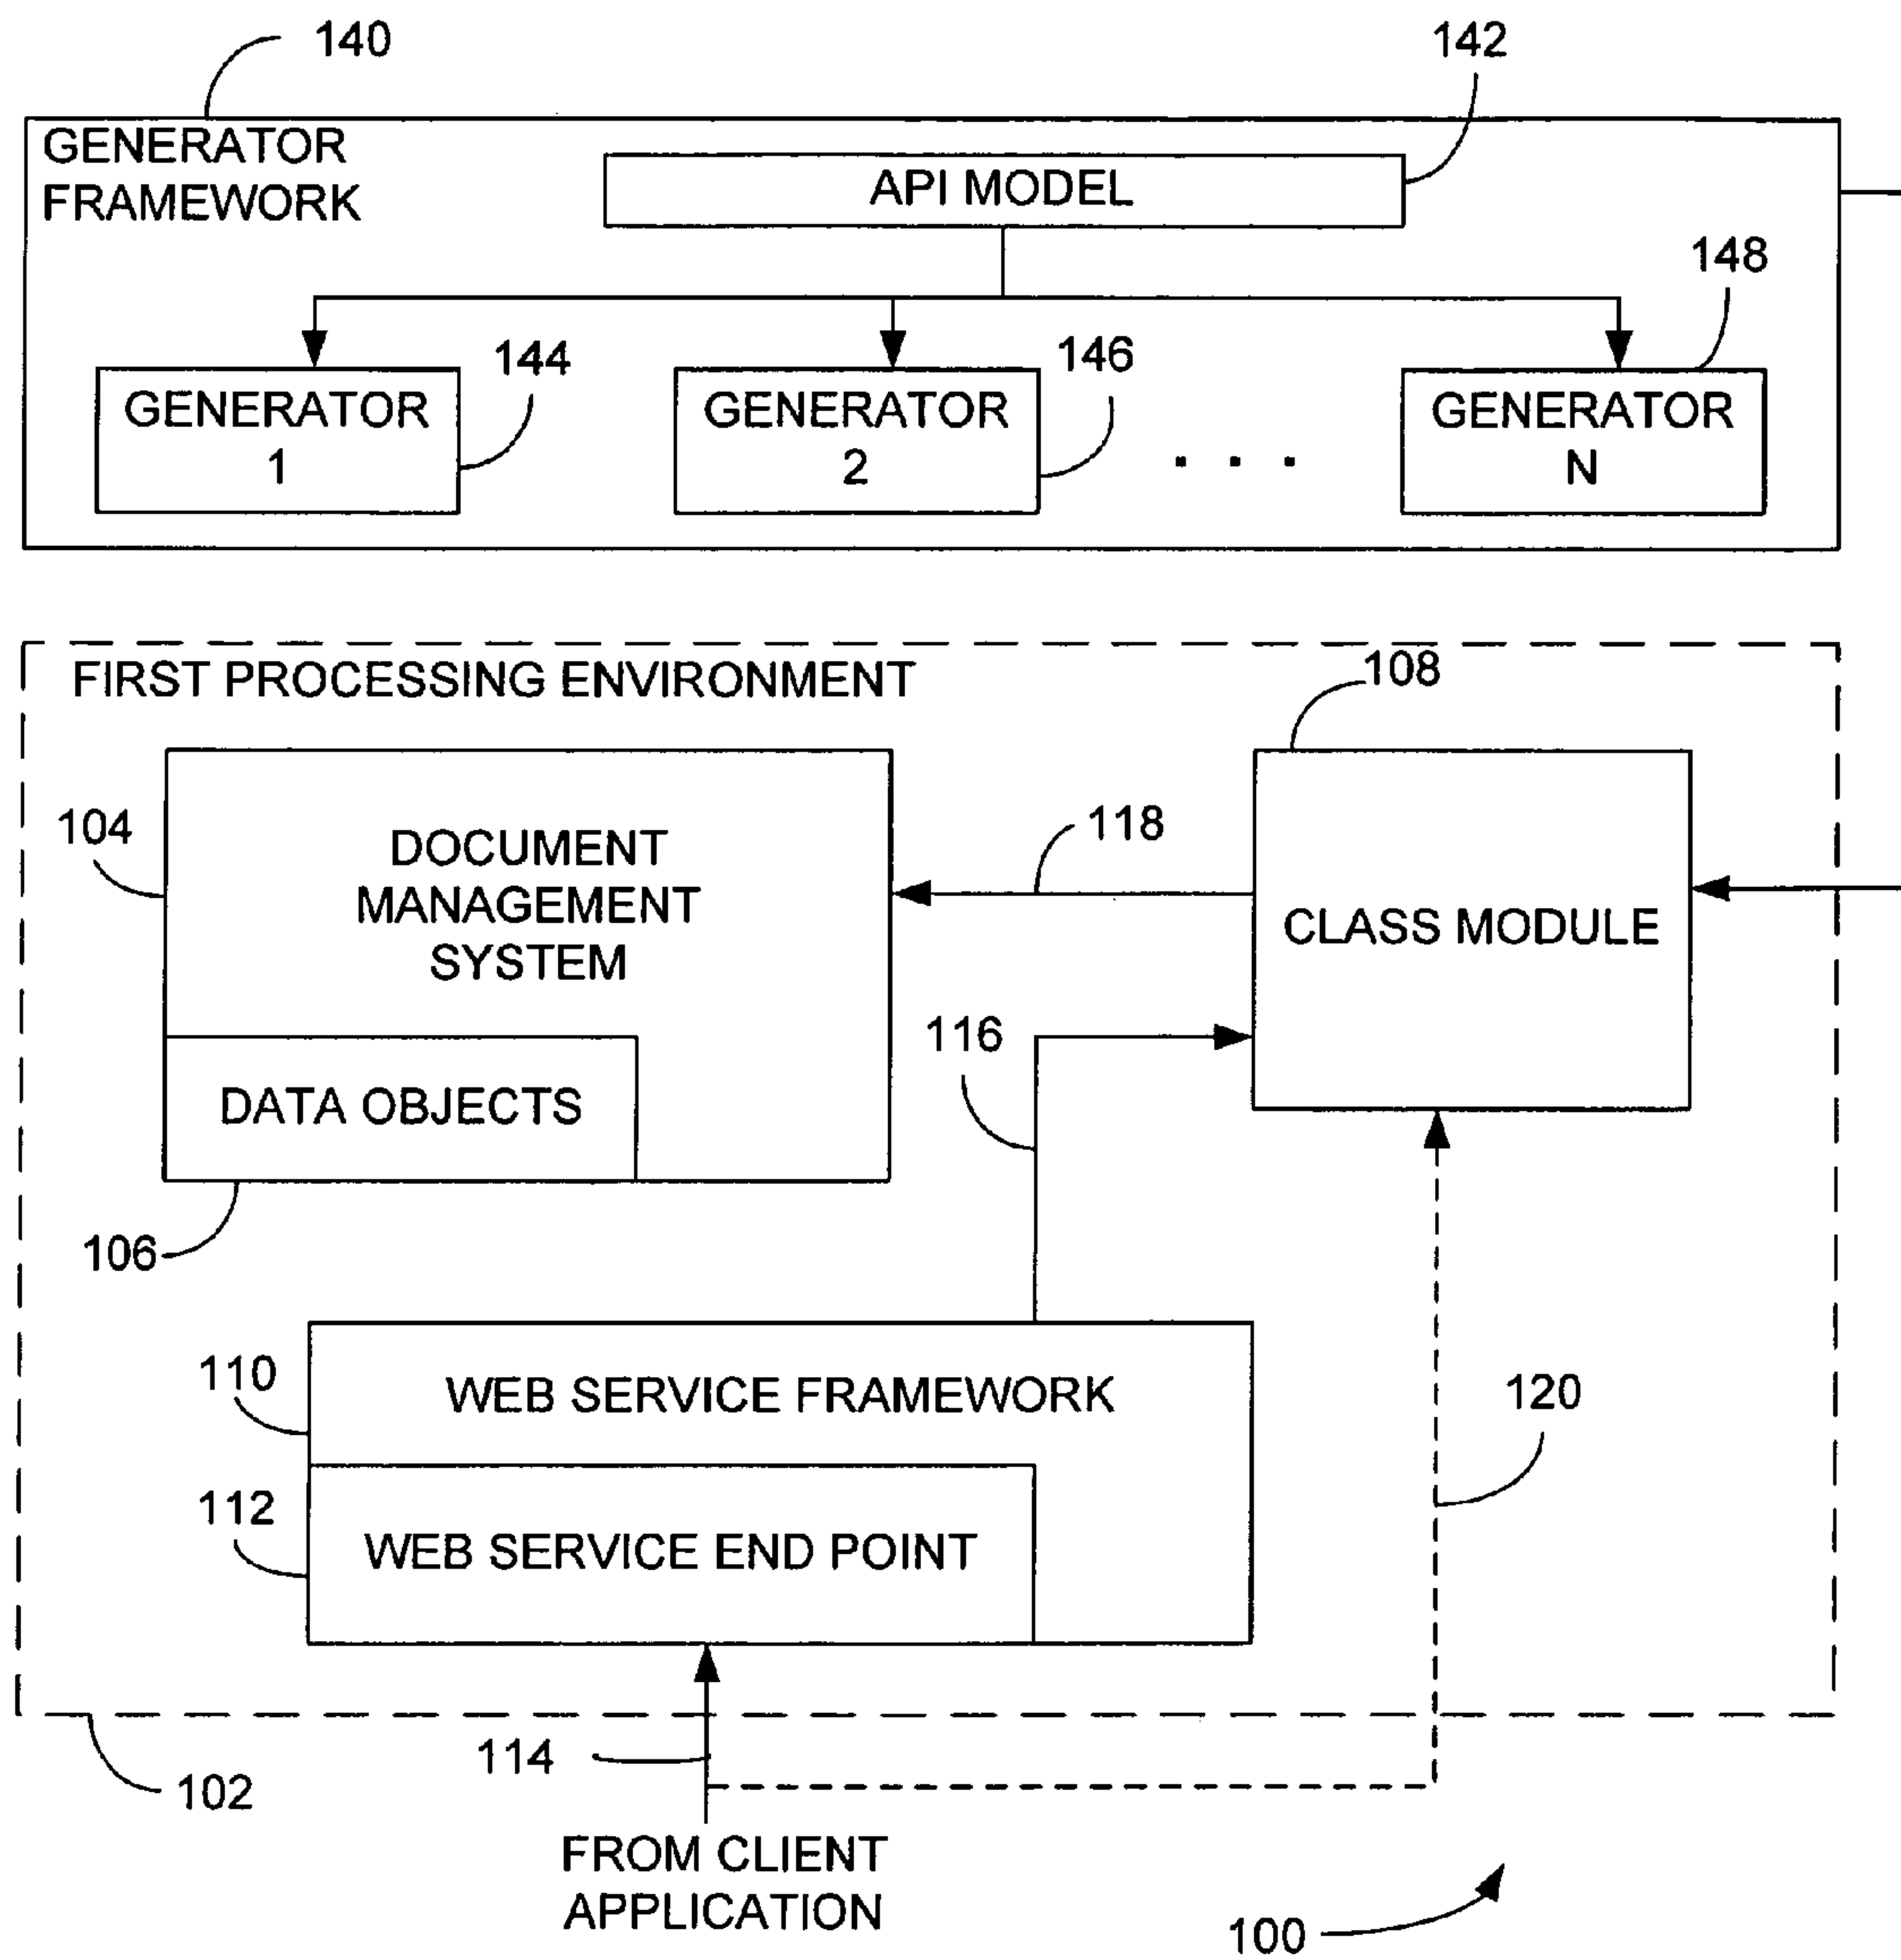 140
142
GENERATOR
FRAMEWORK
API MODEL
148
144
146
GENERATOR
1
GENERATOR
2
. . .
GENERATOR
N
FIRST PROCESSING ENVIRONMENT
108
104
118
DOCUMENT
MANAGEMENT
SYSTEM
CLASS MODULE
116
DATA OBJECTS
106
110
WEB SERVICE FRAMEWORK
120
112
WEB SERVICE END POINT
114
102
FROM CLIENT
APPLICATION
100